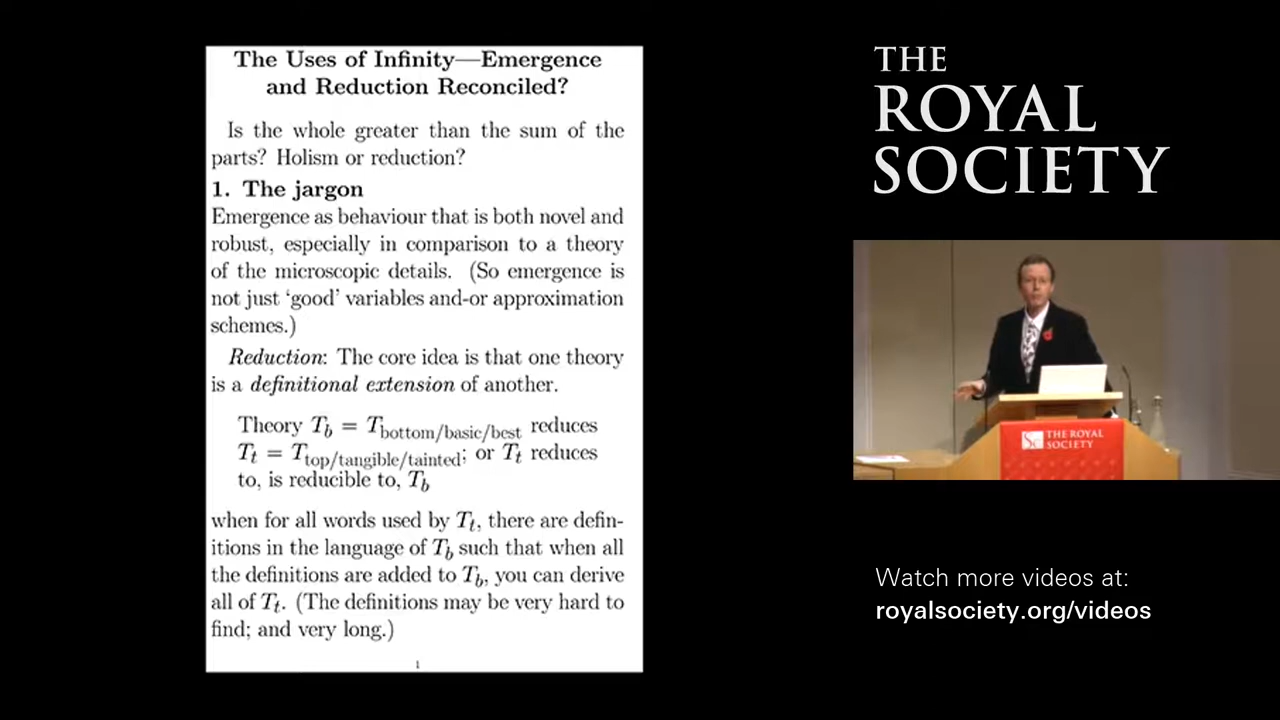 The Uses of Infinity—Emergence
and Reduction Reconciled?
Is the whole greater than the sum of the
parts? Holism or reduction?
1. The jargon
Emergence as behaviour that is both novel and
robust, especially in comparison to a theory
of the microscopic details. (So emergence is
not just ‘good’ variables and-or approximation
schemes.)
Reduction: The core idea is that one theory
is a definitional extension of another.
Theory T_b = T_bottom/basic/best reduces
T_t = T_top/tangible/tainted; or T_t reduces
to, is reducible to, T_b
when for all words used by T_t, there are defin-
itions in the language of T_b such that when all
the definitions are added to T_b, you can derive
all of T_t. (The definitions may be very hard to
find; and very long.)
1
THE
ROYAL
SOCIETY
THE ROYAL
SOCIETY
Watch more videos at:
royalsociety.org/videos